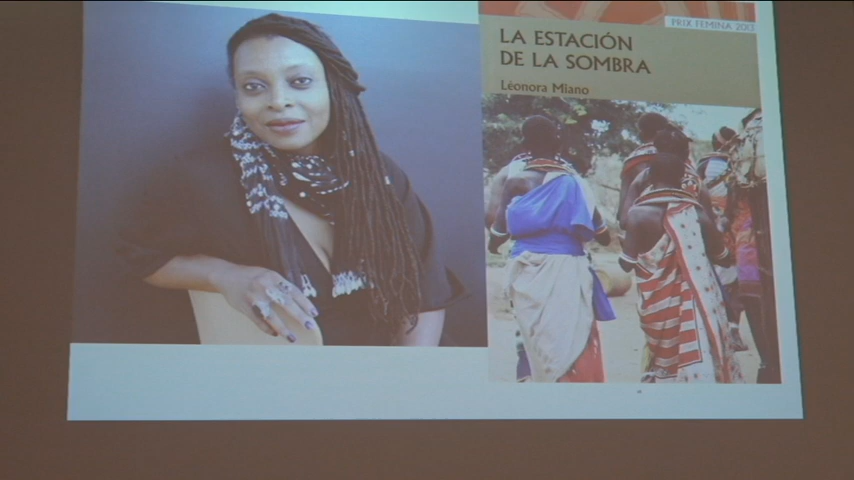 PRIX FEMINA 2013
LA ESTACIÓN
DE LA SOMBRA
Léonora Miano